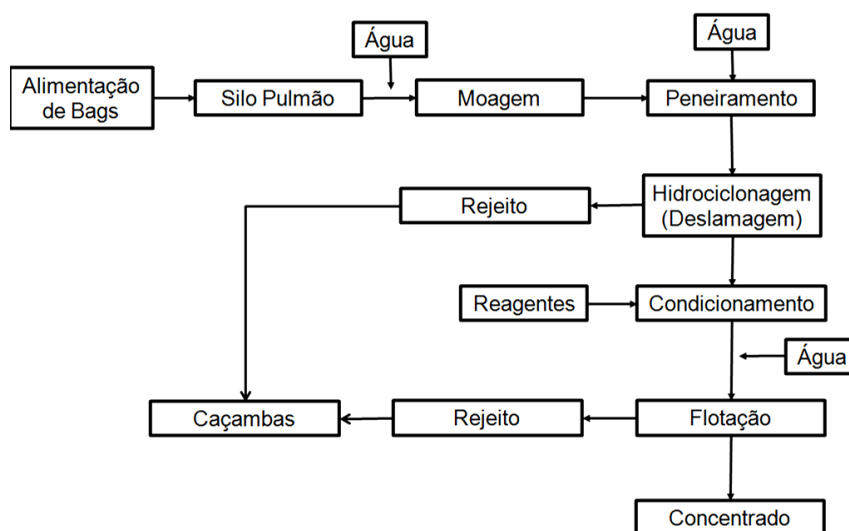 Água
Água
Alimentação
de Bags
Silo Pulmão
Moagem
Peneiramento
Rejeito
Hidrociclonagem
(Deslamagem)
Reagentes
Condicionamento
Água
Caçambas
Rejeito
Flotação
Concentrado